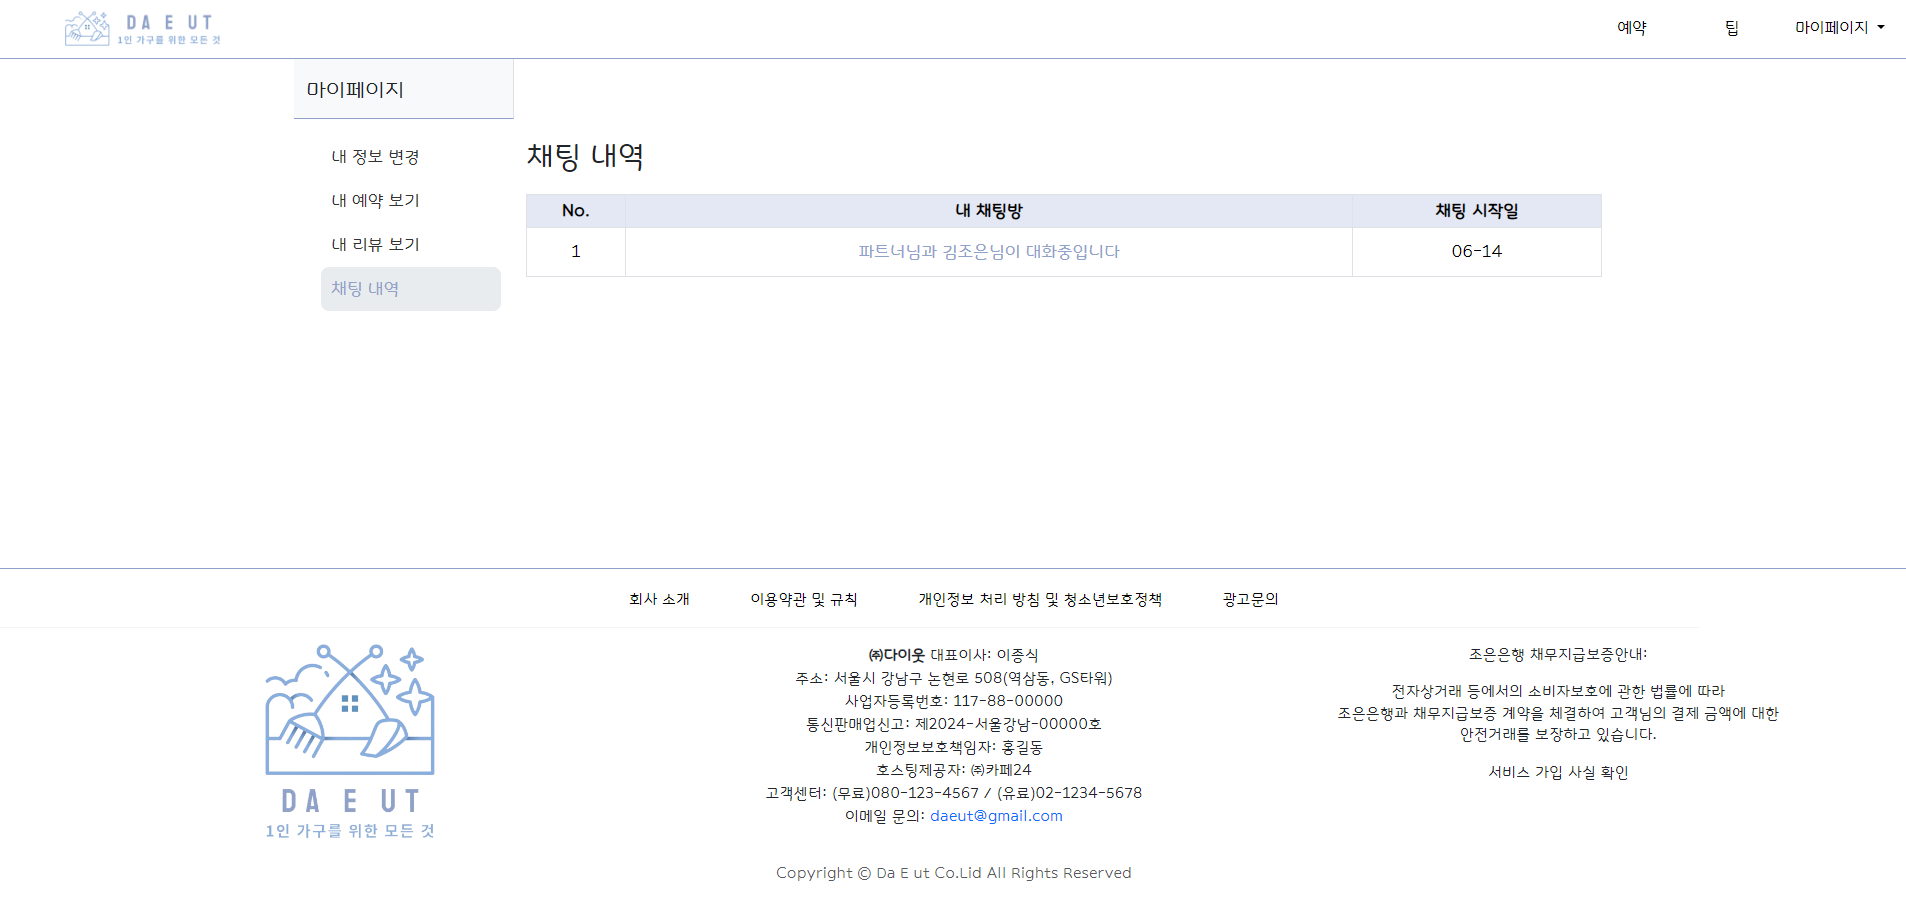 DA E UT
1인 가구를 위한 모든 것
예약 팁 마이페이지
마이페이지
내 정보 변경
내 예약 보기
내 리뷰 보기
채팅 내역
채팅 내역
No. 내 채팅방 채팅 시작일
1 파트너님과 김조은님이 대화중입니다 06-14
회사 소개 이용약관 및 규칙 개인정보 처리 방침 및 청소년보호정책 광고문의
DA E UT
1인 가구를 위한 모든 것
㈜다이웃 대표이사: 이종식
주소: 서울시 강남구 논현로 508(역삼동, GS타워)
사업자등록번호: 117-88-00000
통신판매업신고: 제2024-서울강남-00000호
개인정보보호책임자: 홍길동
호스팅제공자: ㈜카페24
고객센터: (무료)080-123-4567 / (유료)02-1234-5678
이메일 문의: daeut@gmail.com
조은은행 채무지급보증안내:
전자상거래 등에서의 소비자보호에 관한 법률에 따라
조은은행과 채무지급보증 계약을 체결하여 고객님의 결제 금액에 대한
안전거래를 보장하고 있습니다.
서비스 가입 사실 확인
Copyright © Da E ut Co.Lid All Rights Reserved